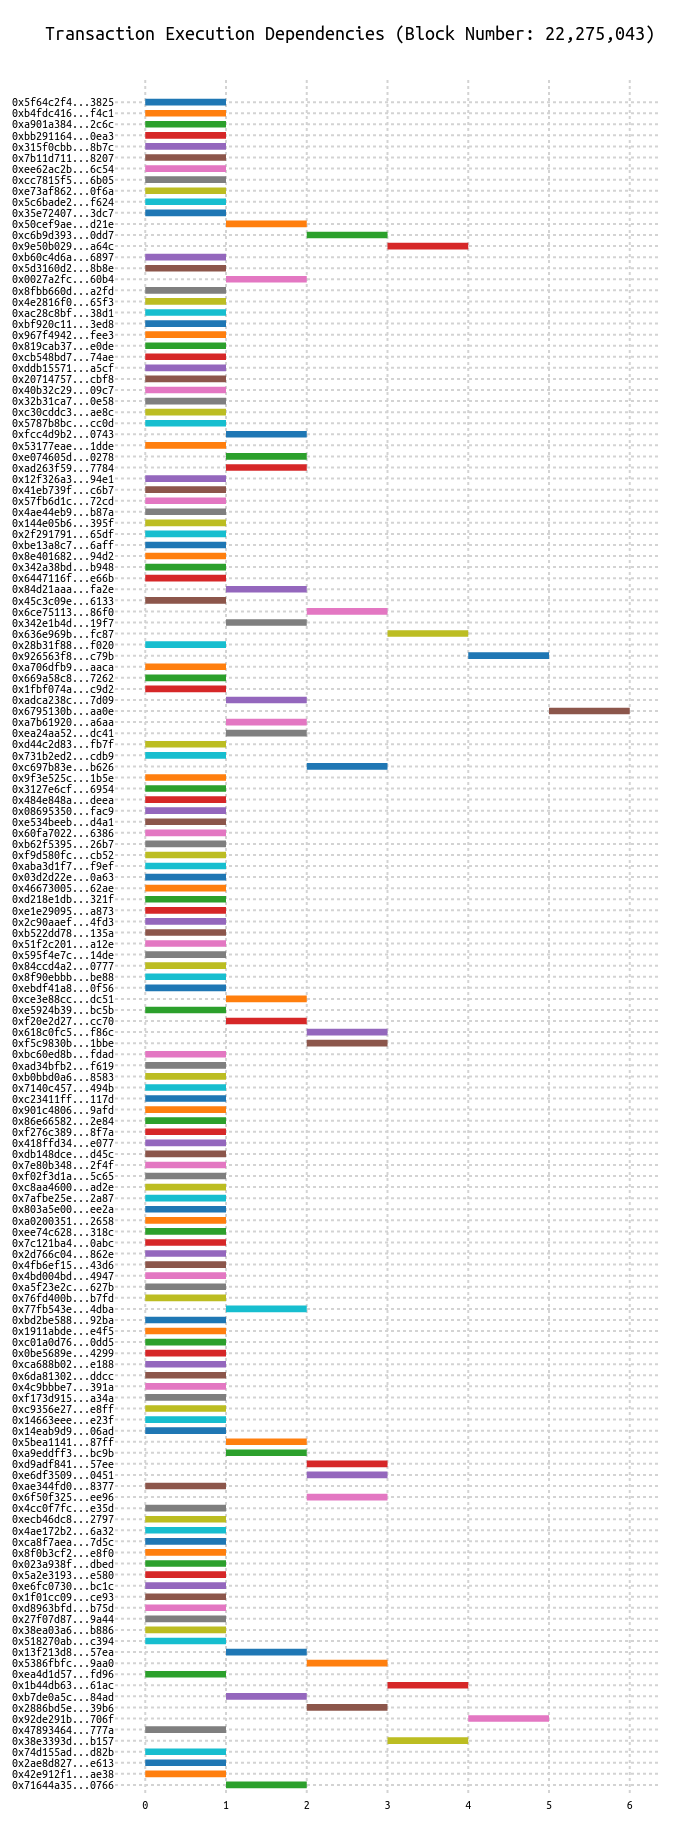 Transaction Execution Dependencies (Block Number: 22,275,043)
0x5f64c2f4...3825
0xb4fdc416...f4c1
0xa901a384...2c6c
0xbb291164...0ea3
0x315f0cbb...8b7c
0x7b11d711...8207
0xee62ac2b...6c54
0xcc7815f5...6b05
0xe73af862...0f6a
0x5c6bade2...f624
0x35e72407...3dc7
0x50cef9ae...d21e
0xc6b9d393...0dd7
0x9e50b029...a64c
0xb60c4d6a...6897
0x5d3160d2...8b8e
0x0027a2fc...60b4
0x8fbb660d...a2fd
0x4e2816f0...65f3
0xac28c8bf...38d1
0xbf920c11...3ed8
0x967f4942...fee3
0x819cab37...e0de
0xcb548bd7...74ae
0xddb15571...a5cf
0x20714757...cbf8
0x40b32c29...09c7
0x32b31ca7...0e58
0xc30cddc3...ae8c
0x5787b8bc...cc0d
0xfcc4d9b2...0743
0x53177eae...1dde
0xe074605d...0278
0xad263f59...7784
0x12f326a3...94e1
0x41eb739f...c6b7
0x57fb6d1c...72cd
0x4ae44eb9...b87a
0x144e05b6...395f
0x2f291791...65df
0xbe13a8c7...6aff
0x8e401682...94d2
0x342a38bd...b948
0x6447116f...e66b
0x84d21aaa...fa2e
0x45c3c09e...6133
0x6ce75113...86f0
0x342e1b4d...19f7
0x636e969b...fc87
0x28b31f88...f020
0x926563f8...c79b
0xa706dfb9...aaca
0x669a58c8...7262
0x1fbf074a...c9d2
0xadca238c...7d09
0x6795130b...aa0e
0xa7b61920...a6aa
0xea24aa52...dc41
0xd44c2d83...fb7f
0x731b2ed2...cdb9
0xc697b83e...b626
0x9f3e525c...1b5e
0x3127e6cf...6954
0x484e848a...deea
0x08695350...fac9
0xe534beeb...d4a1
0x60fa7022...6386
0xb62f5395...26b7
0xf9d580fc...cb52
0xaba3d1f7...f9ef
0x03d2d22e...0a63
0x46673005...62ae
0xd218e1db...321f
0xe1e29095...a873
0x2c90aaef...4fd3
0xb522dd78...135a
0x51f2c201...a12e
0x595f4e7c...14de
0x84ccd4a2...0777
0x8f90ebbb...be88
0xebdf41a8...0f56
0xce3e88cc...dc51
0xe5924b39...bc5b
0xf20e2d27...cc70
0x618c0fc5...f86c
0xf5c9830b...1bbe
0xbc60ed8b...fdad
0xad34bfb2...f619
0xb0bbd0a6...8583
0x7140c457...494b
0xc23411ff...117d
0x901c4806...9afd
0x86e66582...2e84
0xf276c389...8f7a
0x418ffd34...e077
0xdb148dce...d45c
0x7e80b348...2f4f
0xf02f3d1a...5c65
0xc8aa4600...ad2e
0x7afbe25e...2a87
0x803a5e00...ee2a
0xa0200351...2658
0xee74c628...318c
0x7c121ba4...0abc
0x2d766c04...862e
0x4fb6ef15...43d6
0x4bd004bd...4947
0xa5f23e2c...627b
0x76fd400b...b7fd
0x77fb543e...4dba
0xbd2be588...92ba
0x1911abde...e4f5
0xc01a0d76...0dd5
0x0be5689e...4299
0xca688b02...e188
0x6da81302...ddcc
0x4c9bbbe7...391a
0xf173d915...a34a
0xc9356e27...e8ff
0x14663eee...e23f
0x14eab9d9...06ad
0x5bea1141...87ff
0xa9eddff3...bc9b
0xd9adf841...57ee
0xe6df3509...0451
0xae344fd0...8377
0x6f50f325...ee96
0x4cc0f7fc...e35d
0xecb46dc8...2797
0x4ae172b2...6a32
0xca8f7aea...7d5c
0x8f0b3cf2...e8f0
0x023a938f...dbed
0x5a2e3193...e580
0xe6fc0730...bc1c
0x1f01cc09...ce93
0xd8963bfd...b75d
0x27f07d87...9a44
0x38ea03a6...b886
0x518270ab...c394
0x13f213d8...57ea
0x5386fbfc...9aa0
0xea4d1d57...fd96
0x1b44db63...61ac
0xb7de0a5c...84ad
0x2886bd5e...39b6
0x92de291b...706f
0x47893464...777a
0x38e3393d...b157
0x74d155ad...d82b
0x2ae8d827...e613
0x42e912f1...ae38
0x71644a35...0766
0 1 2 3 4 5 6